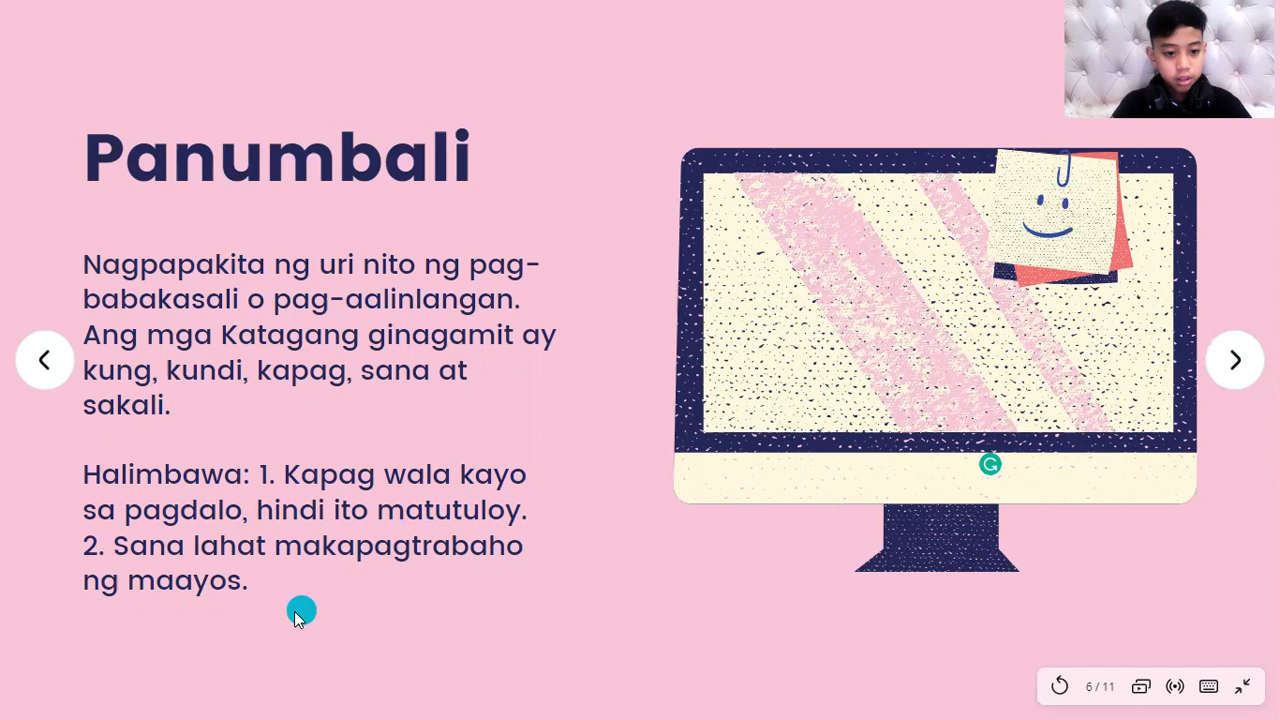 Panumbali
Nagpapakita ng uri nito ng pag-
babakasali o pag-aalinlangan.
Ang mga Katagang ginagamit ay
kung, kundi, kapag, sana at
sakali.
Halimbawa: 1. Kapag wala kayo
sa pagdalo, hindi ito matutuloy.
2. Sana lahat makapagtrabaho
ng maayos.
6 / 11